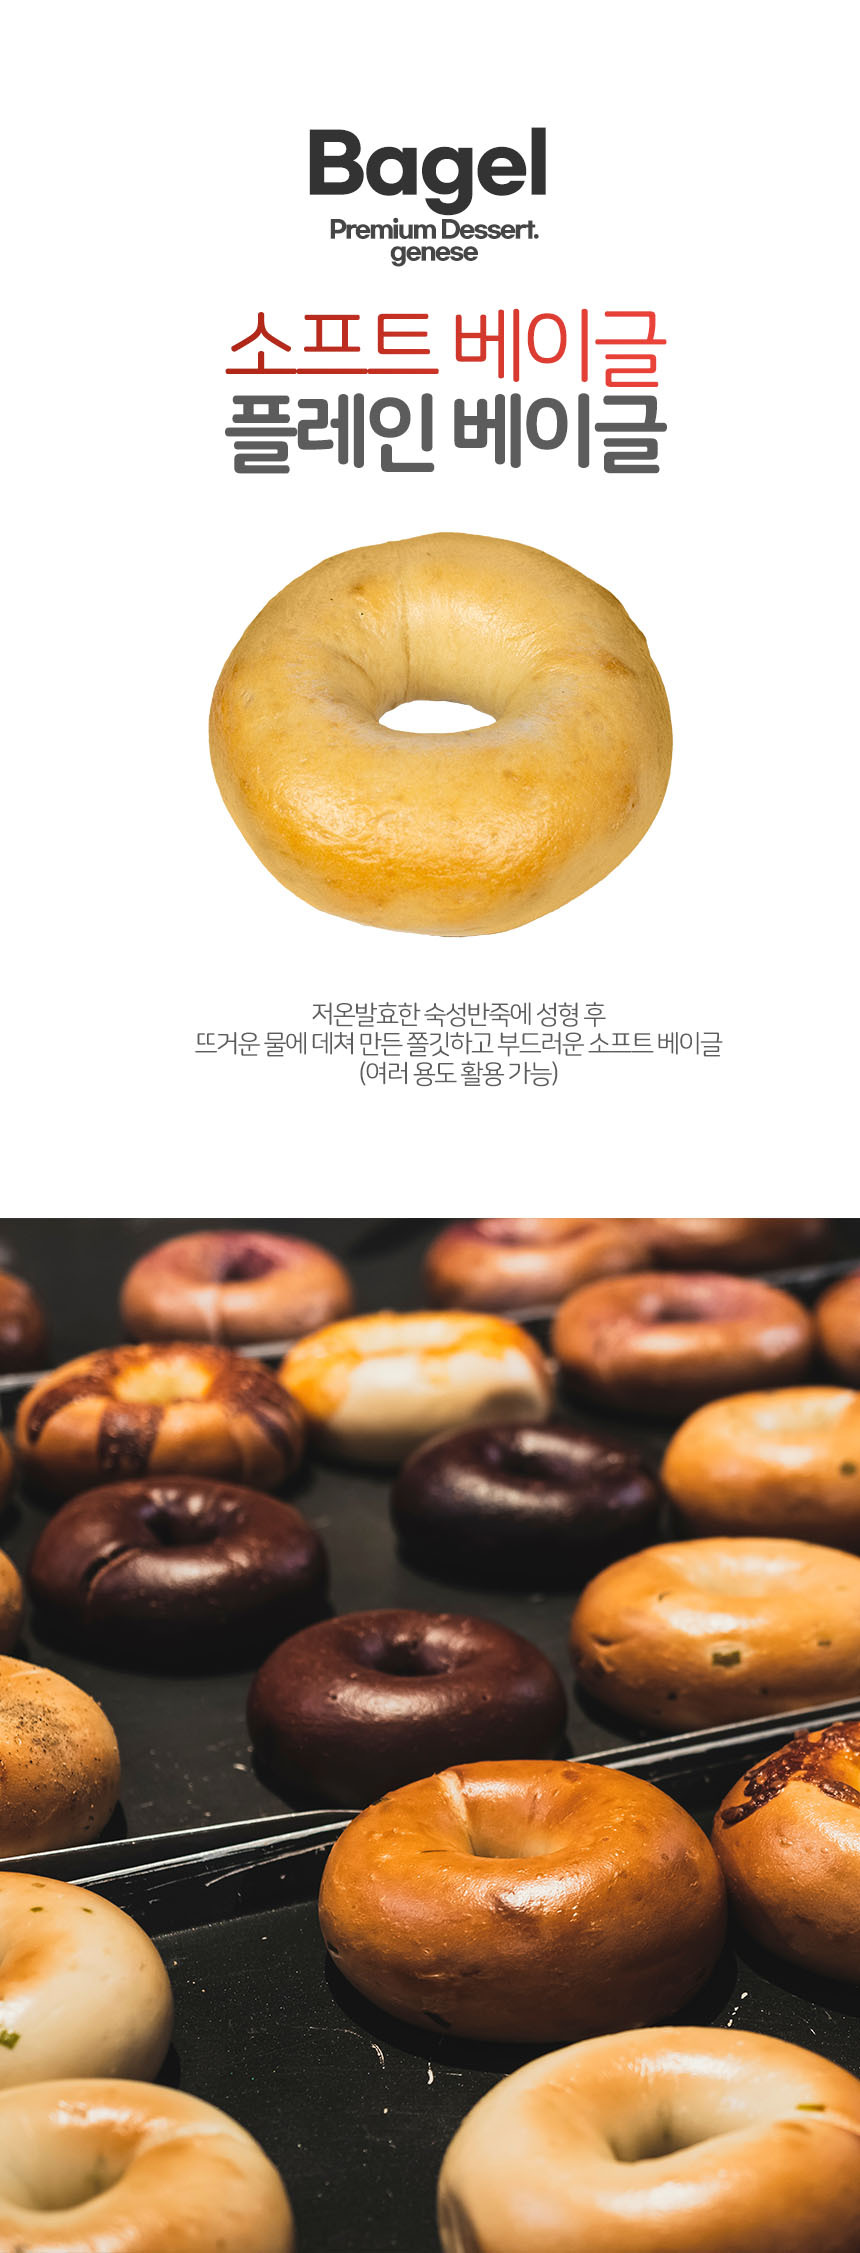 Bagel
Premium Dessert.
genese
소프트 베이글
플레인 베이글
저온발효한 숙성반죽에 성형 후
뜨거운 물에 데쳐 만든 쫄깃하고 부드러운 소프트 베이글
(여러 용도 활용 가능)